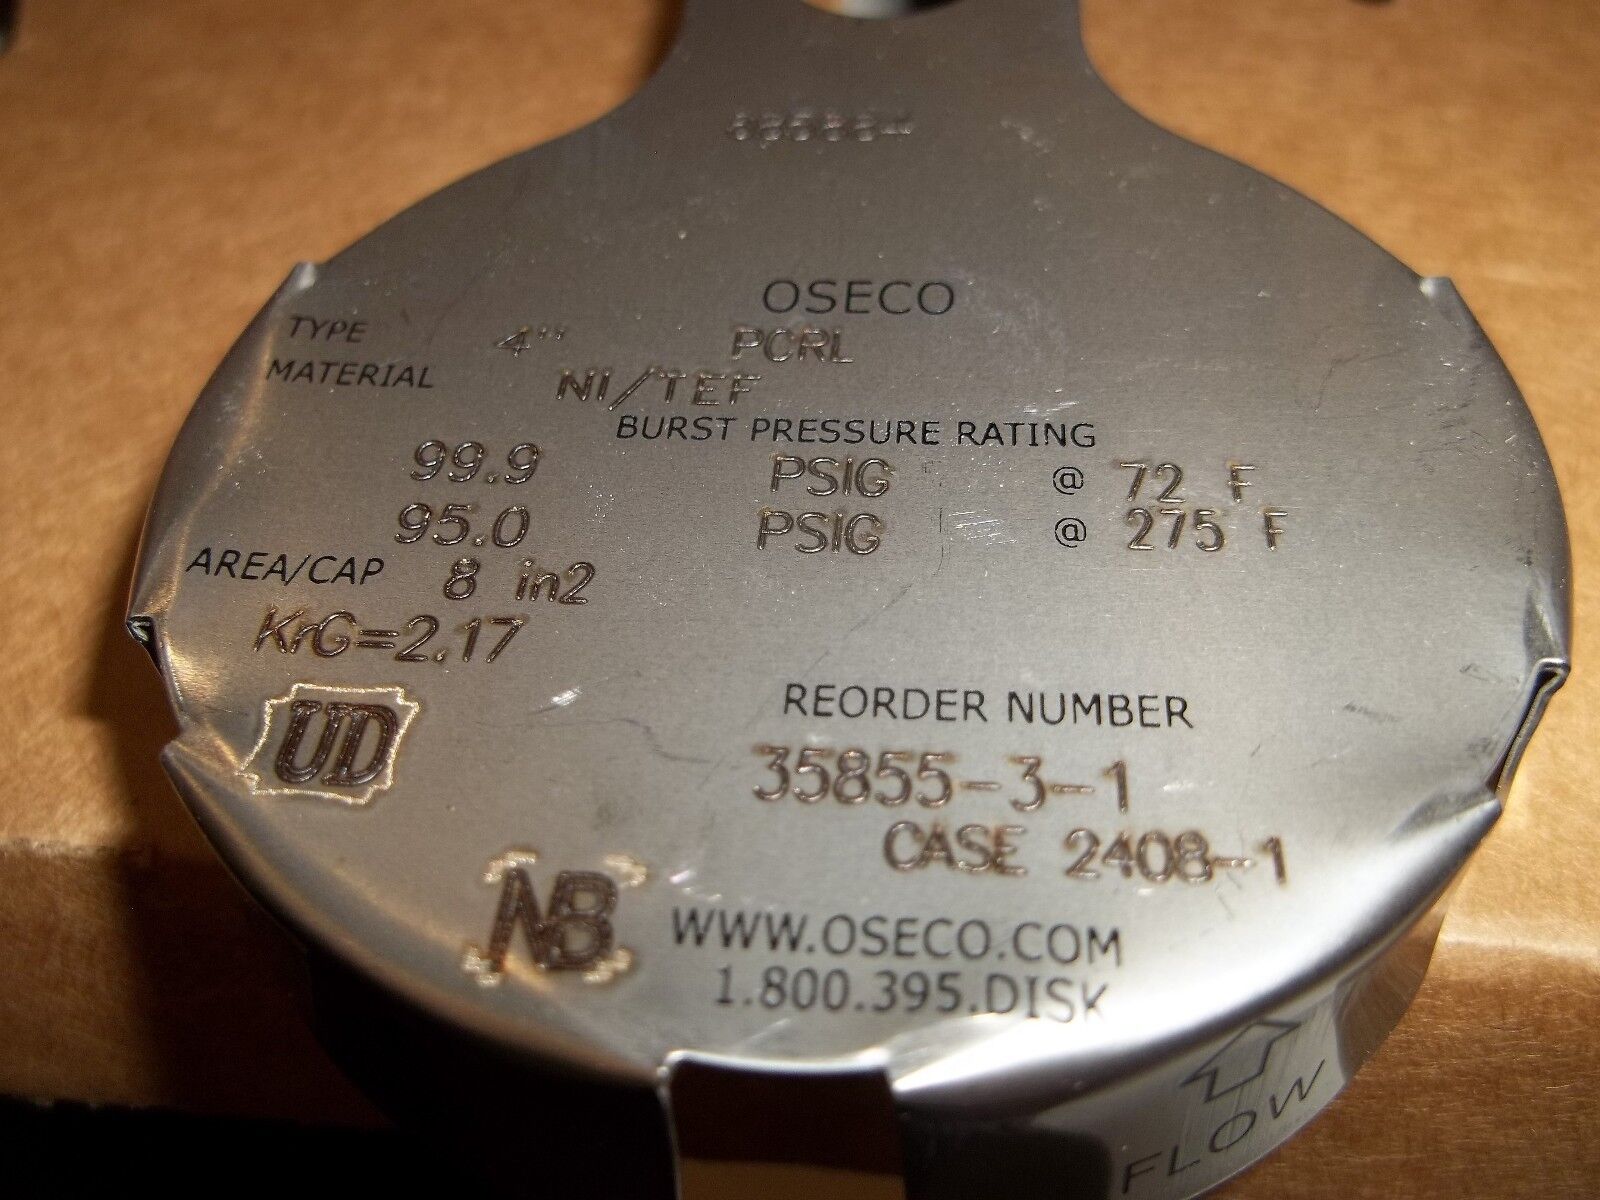 OSECO
TYPE 4" PCRL
MATERIAL NI/TEF
BURST PRESSURE RATING
99.9 PSIG @ 72 F
95.0 PSIG @ 275 F
AREA/CAP 8 in2
KrG=2.17
UD
REORDER NUMBER
35855-3-1
CASE 2408-1
NB
WWW.OSECO.COM
1.800.395.DISK
FLOW